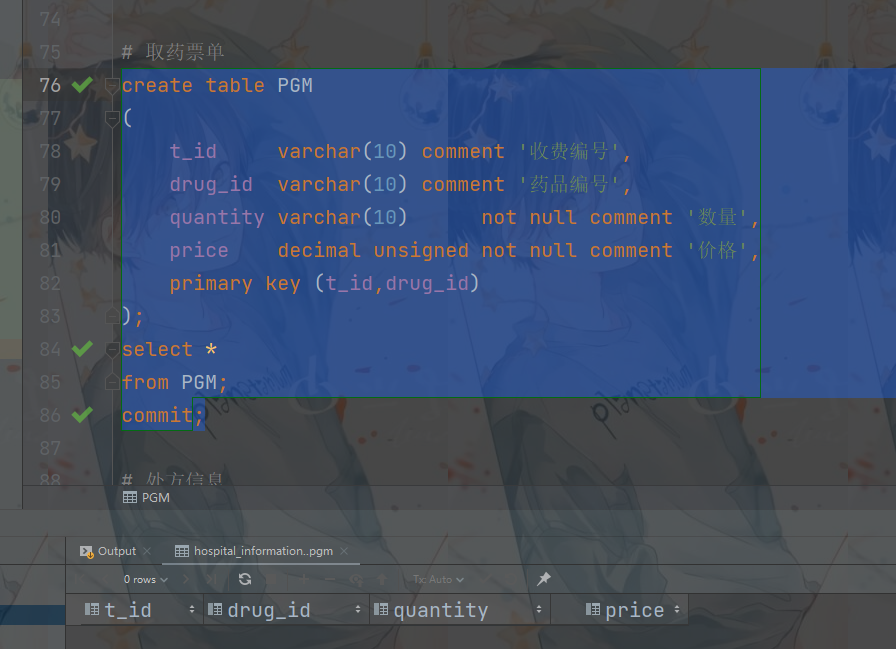 74
75 # 取药票单
76 create table PGM
77 (
78 t_id varchar(10) comment '收费编号',
79 drug_id varchar(10) comment '药品编号',
80 quantity varchar(10) not null comment '数量',
81 price decimal unsigned not null comment '价格',
82 primary key (t_id,drug_id)
83 );
84 select *
85 from PGM;
86 commit;
87
88 # 处方信息
PGM
Output × hospital_information..pgm ×
0 rows Tx: Auto
t_id drug_id quantity price